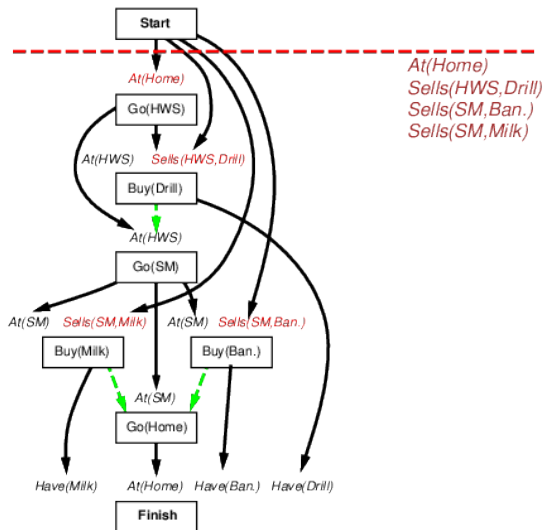 Start
At(Home)
At(Home)
Sells(HWS,Drill)
Sells(SM,Ban.)
Sells(SM,Milk)
Go(HWS)
At(HWS) Sells(HWS,Drill)
Buy(Drill)
At(HWS)
Go(SM)
At(SM) Sells(SM,Milk) At(SM) Sells(SM,Ban.)
Buy(Milk) Buy(Ban.)
At(SM)
Go(Home)
Have(Milk) At(Home) Have(Ban.) Have(Drill)
Finish